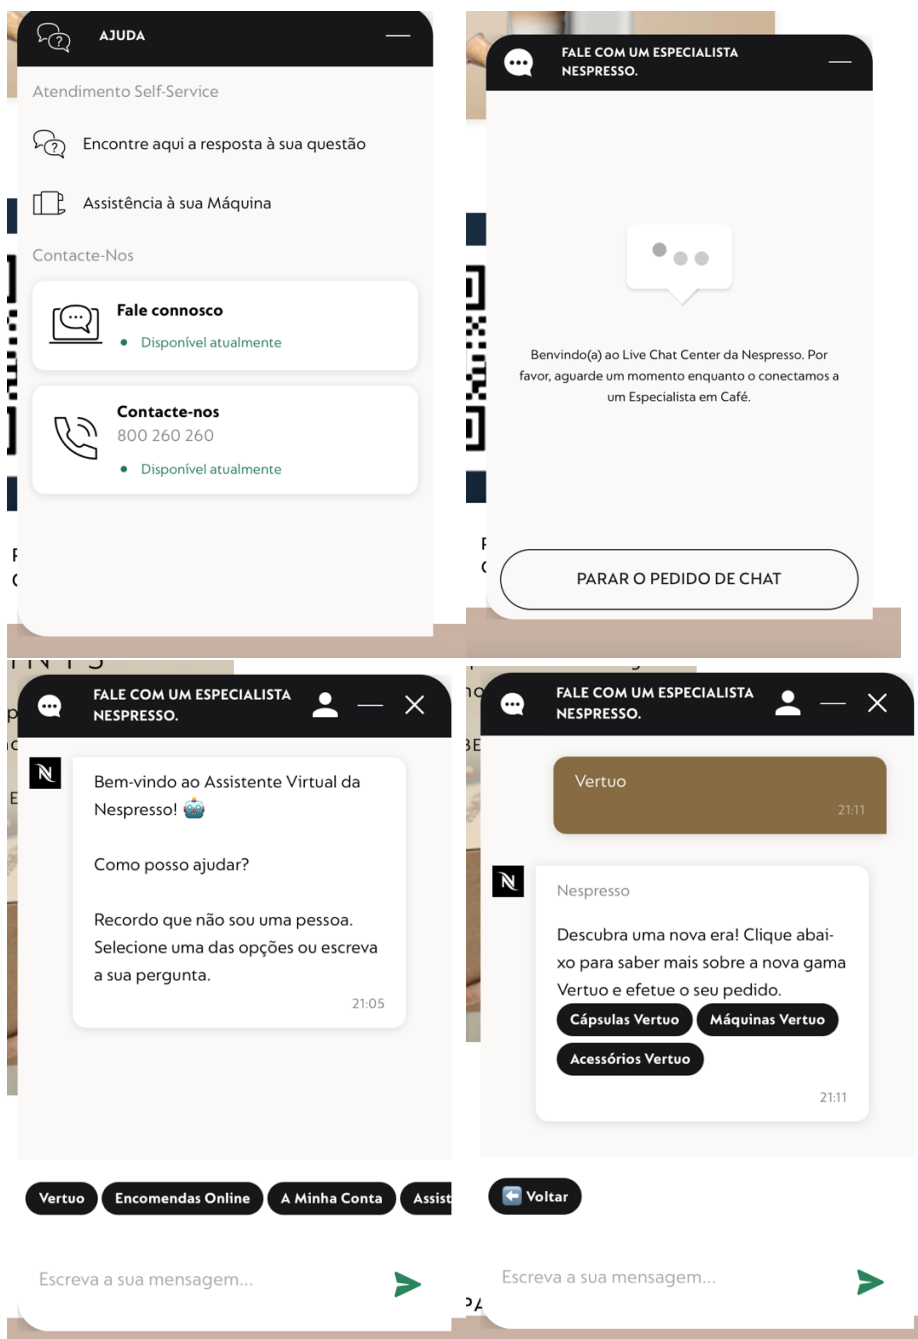 AJUDA
Atendimento Self-Service
Encontre aqui a resposta à sua questão
Assistência à sua Máquina
Contacte-Nos
Fale connosco
Disponível atualmente
Contacte-nos
800 260 260
Disponível atualmente
FALE COM UM ESPECIALISTA
NESPRESSO.
Benvindo(a) ao Live Chat Center da Nespresso. Por
favor, aguarde um momento enquanto o conectamos a
um Especialista em Café.
PARAR O PEDIDO DE CHAT
FALE COM UM ESPECIALISTA
NESPRESSO.
Bem-vindo ao Assistente Virtual da
Nespresso! 🤖
Como posso ajudar?
Recordo que não sou uma pessoa.
Selecione uma das opções ou escreva
a sua pergunta.
21:05
Vertuo
Encomendas Online
A Minha Conta
Assist
Escreva a sua mensagem...
FALE COM UM ESPECIALISTA
NESPRESSO.
Vertuo
21:11
Nespresso
Descubra uma nova era! Clique abai-
xo para saber mais sobre a nova gama
Vertuo e efetue o seu pedido.
Cápsulas Vertuo
Máquinas Vertuo
Acessórios Vertuo
21:11
⬅️ Voltar
Escreva a sua mensagem...